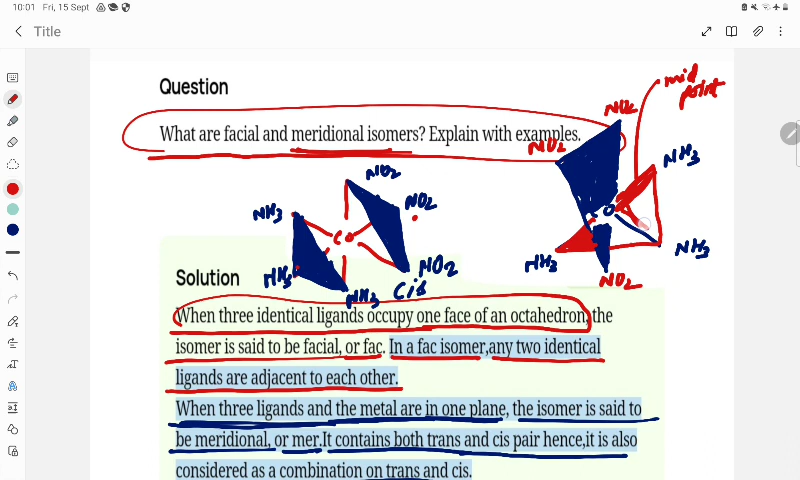 10:01 Fri, 15 Sept
Title
Question
mid
point
What are facial and meridional isomers? Explain with examples.
NO2
NH3
NO2
NO2
NH3
NH3
CO
CO
NH3
NO2
NH3
NH3
NO2
NH3
Cis
Solution
When three identical ligands occupy one face of an octahedron, the
isomer is said to be facial, or fac. In a fac isomer,any two identical
ligands are adjacent to each other.
When three ligands and the metal are in one plane, the isomer is said to
be meridional, or mer.It contains both trans and cis pair hence,it is also
considered as a combination on trans and cis.